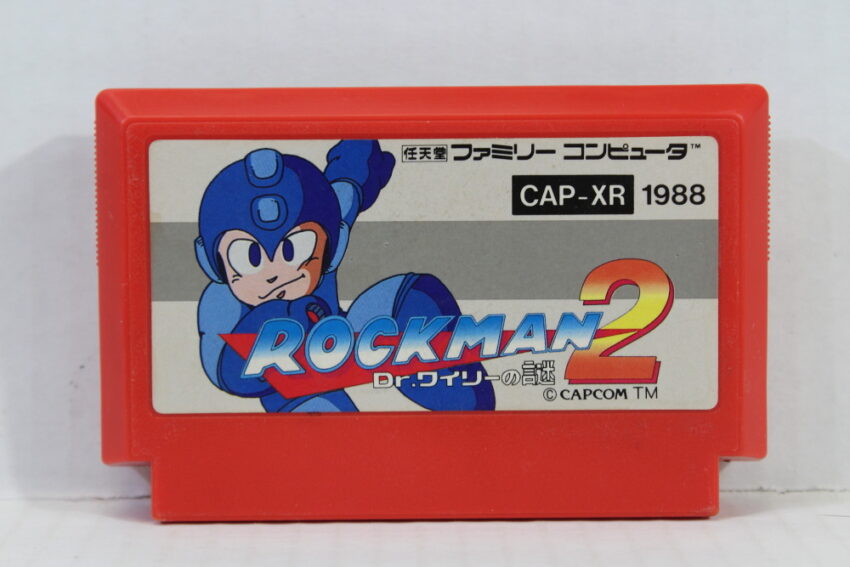 任天堂 ファミリー コンピュータ™
CAP-XR 1988
ROCKMAN 2
Dr.ワイリーの謎
© CAPCOM TM